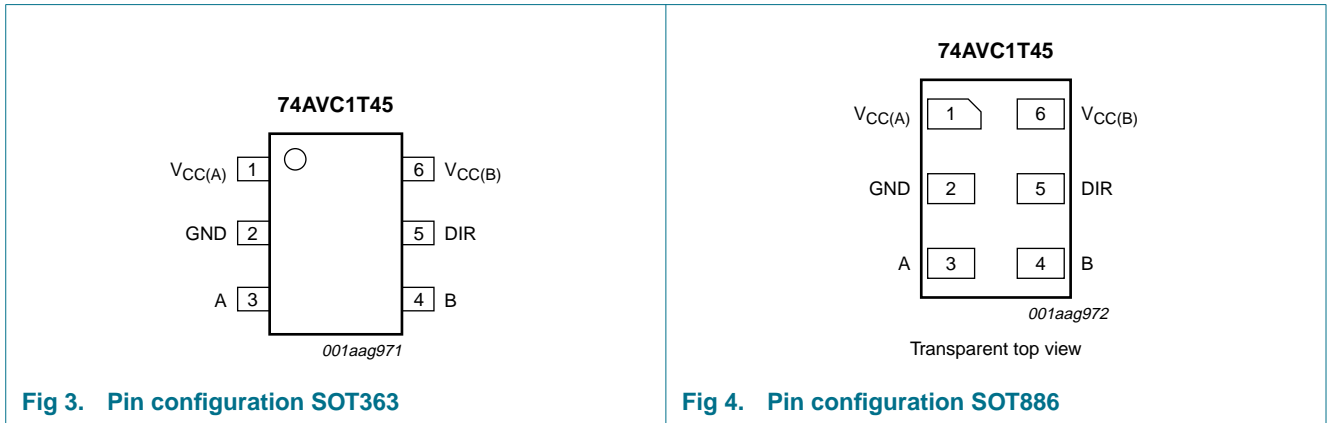 74AVC1T45
VCC(A) 1 6 VCC(B)
GND 2 5 DIR
A 3 4 B
001aag971
Fig 3. Pin configuration SOT363
74AVC1T45
VCC(A) 1 6 VCC(B)
GND 2 5 DIR
A 3 4 B
001aag972
Transparent top view
Fig 4. Pin configuration SOT886